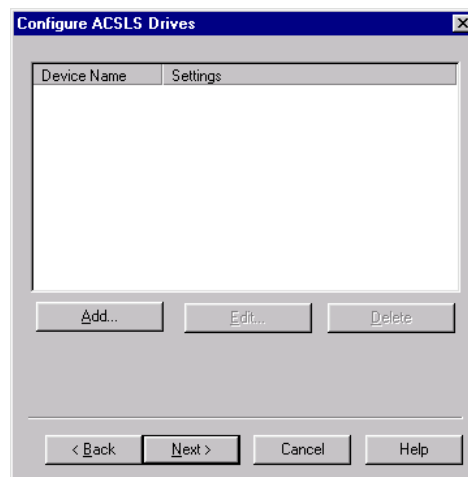 Configure ACSLS Drives
Device Name Settings
Add... Edit... Delete
< Back Next > Cancel Help